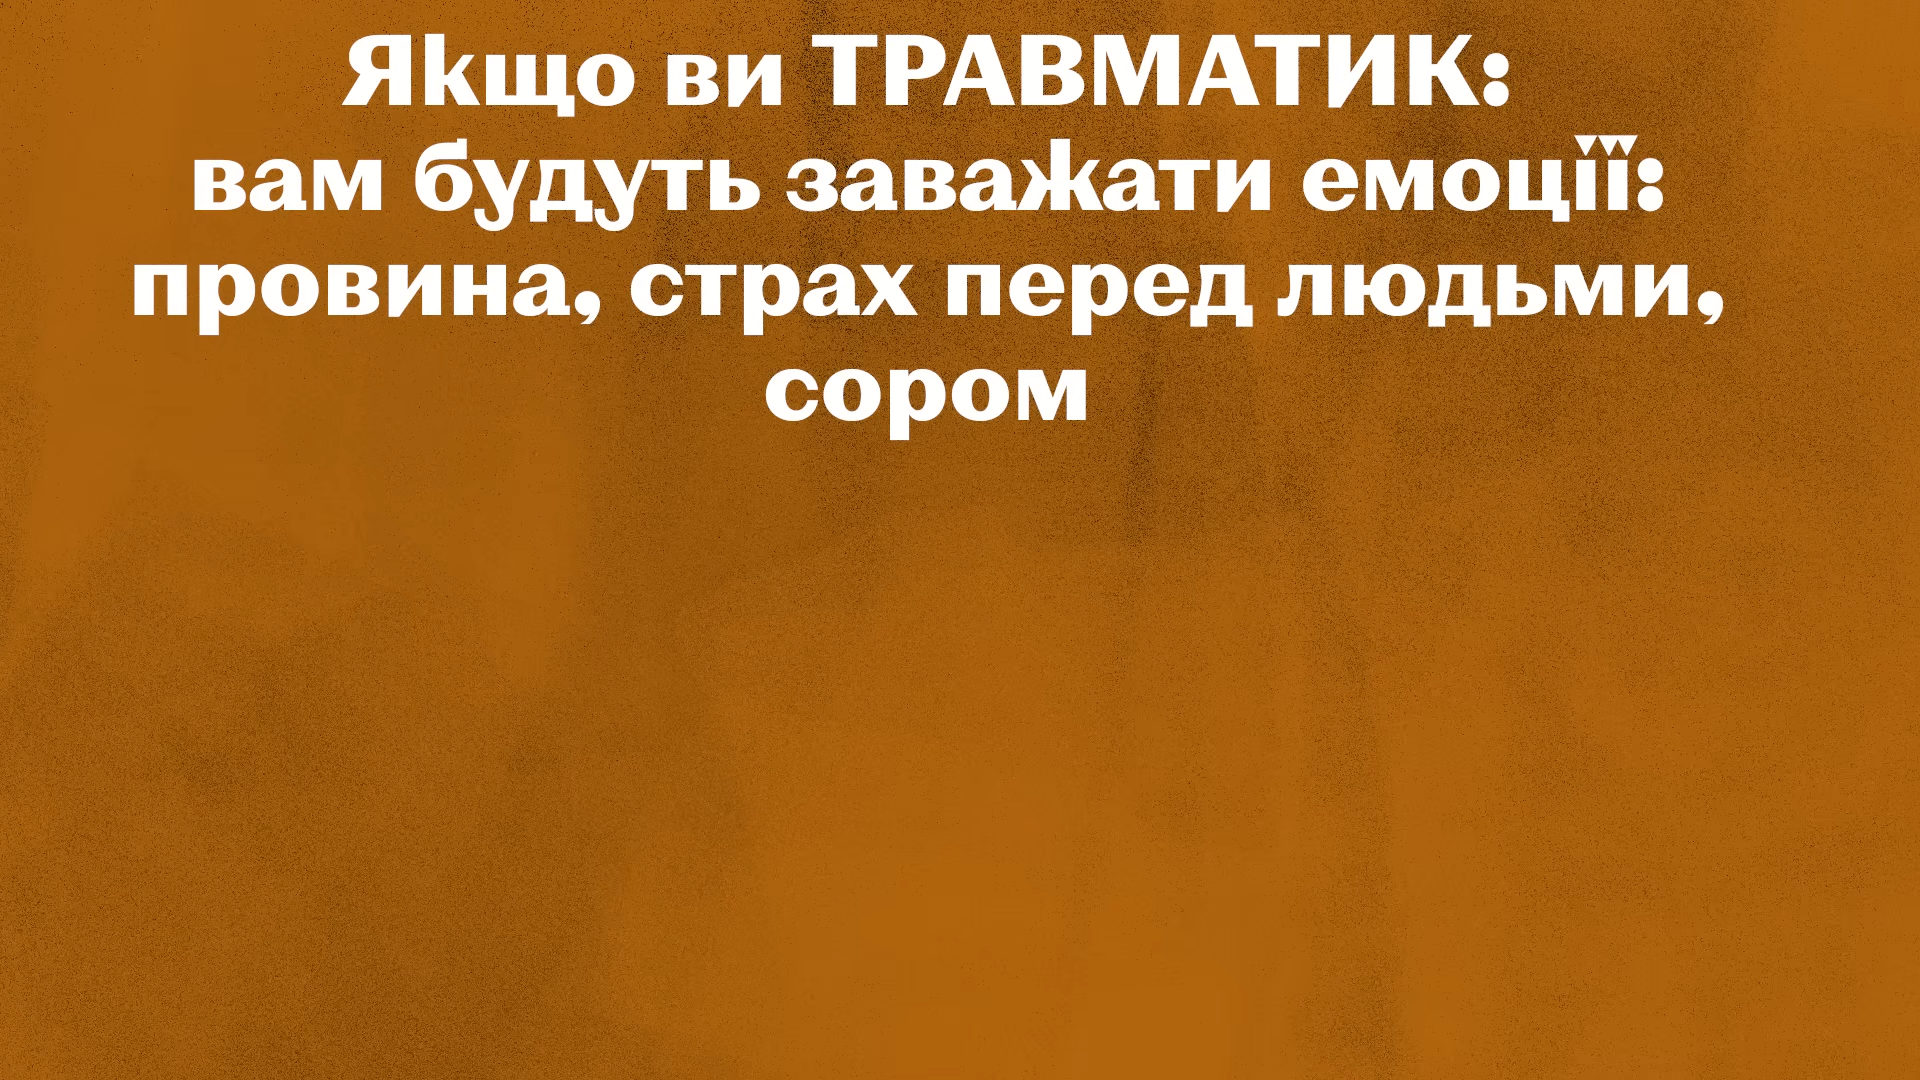 Якщо ви ТРАВМАТИК:
вам будуть заважати емоції:
провина, страх перед людьми,
сором